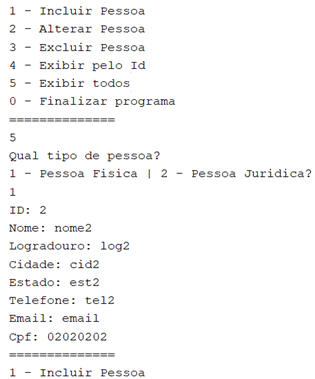 1 - Incluir Pessoa
2 - Alterar Pessoa
3 - Excluir Pessoa
4 - Exibir pelo Id
5 - Exibir todos
0 - Finalizar programa
==============
5
Qual tipo de pessoa?
1 - Pessoa Fisica | 2 - Pessoa Juridica?
1
ID: 2
Nome: nome2
Logradouro: log2
Cidade: cid2
Estado: est2
Telefone: tel2
Email: email
Cpf: 02020202
==============
1 - Incluir Pessoa